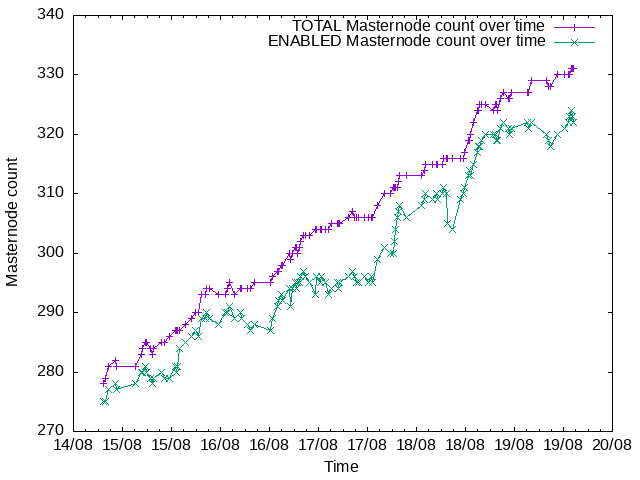 TOTAL Masternode count over time
ENABLED Masternode count over time
Masternode count
340
330
320
310
300
290
280
270
14/08 15/08 15/08 16/08 16/08 17/08 17/08 18/08 18/08 19/08 19/08 20/08
Time